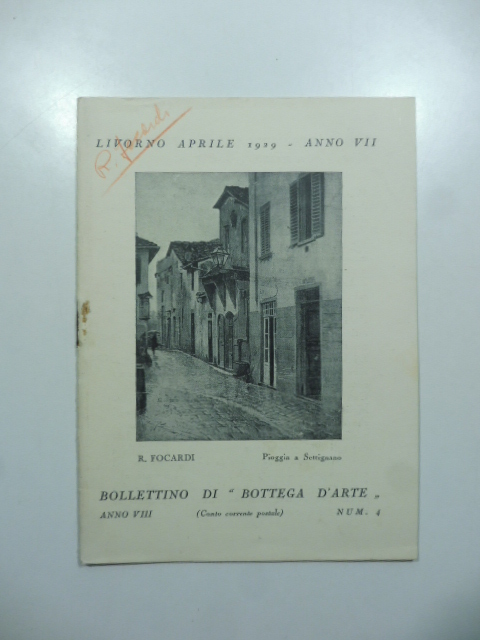 LIVORNO APRILE 1929 - ANNO VII
R. Focardi
R. FOCARDI Pioggia a Settignano
BOLLETTINO DI " BOTTEGA D'ARTE „
ANNO VIII (Conto corrente postale) NUM. 4